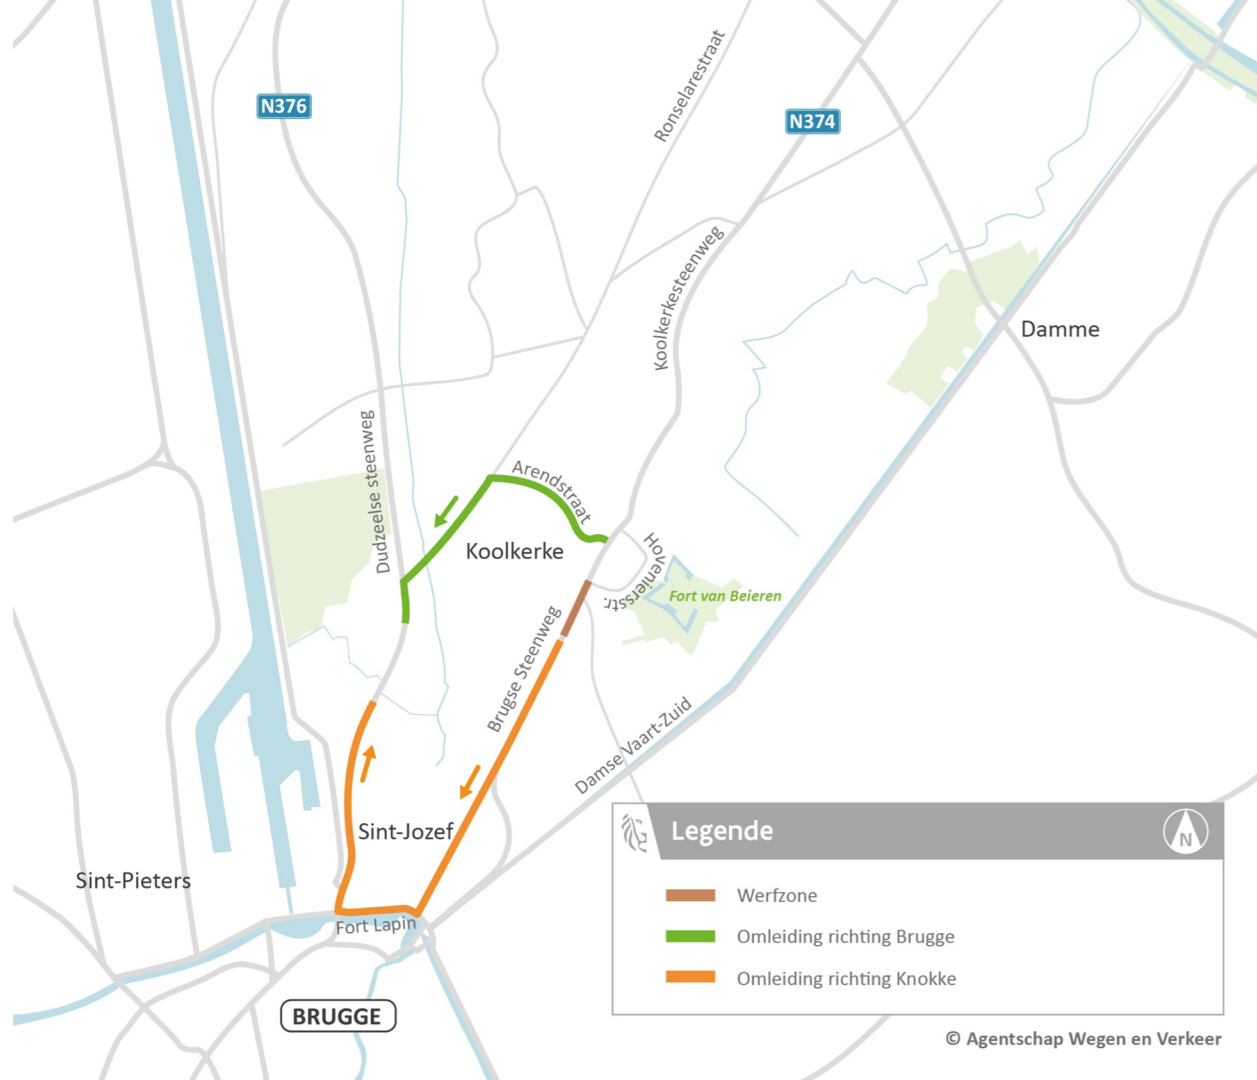 N376
Ronselarestraat
N374
Koolkerkesteenweg
Damme
Dudzeelse steenweg
Arendstraat
Koolkerke
Hoveniersstr.
Fort van Beieren
Brugse Steenweg
Damse Vaart-Zuid
Sint-Jozef
Sint-Pieters
Fort Lapin
BRUGGE
Legende
N
Werfzone
Omleiding richting Brugge
Omleiding richting Knokke
© Agentschap Wegen en Verkeer